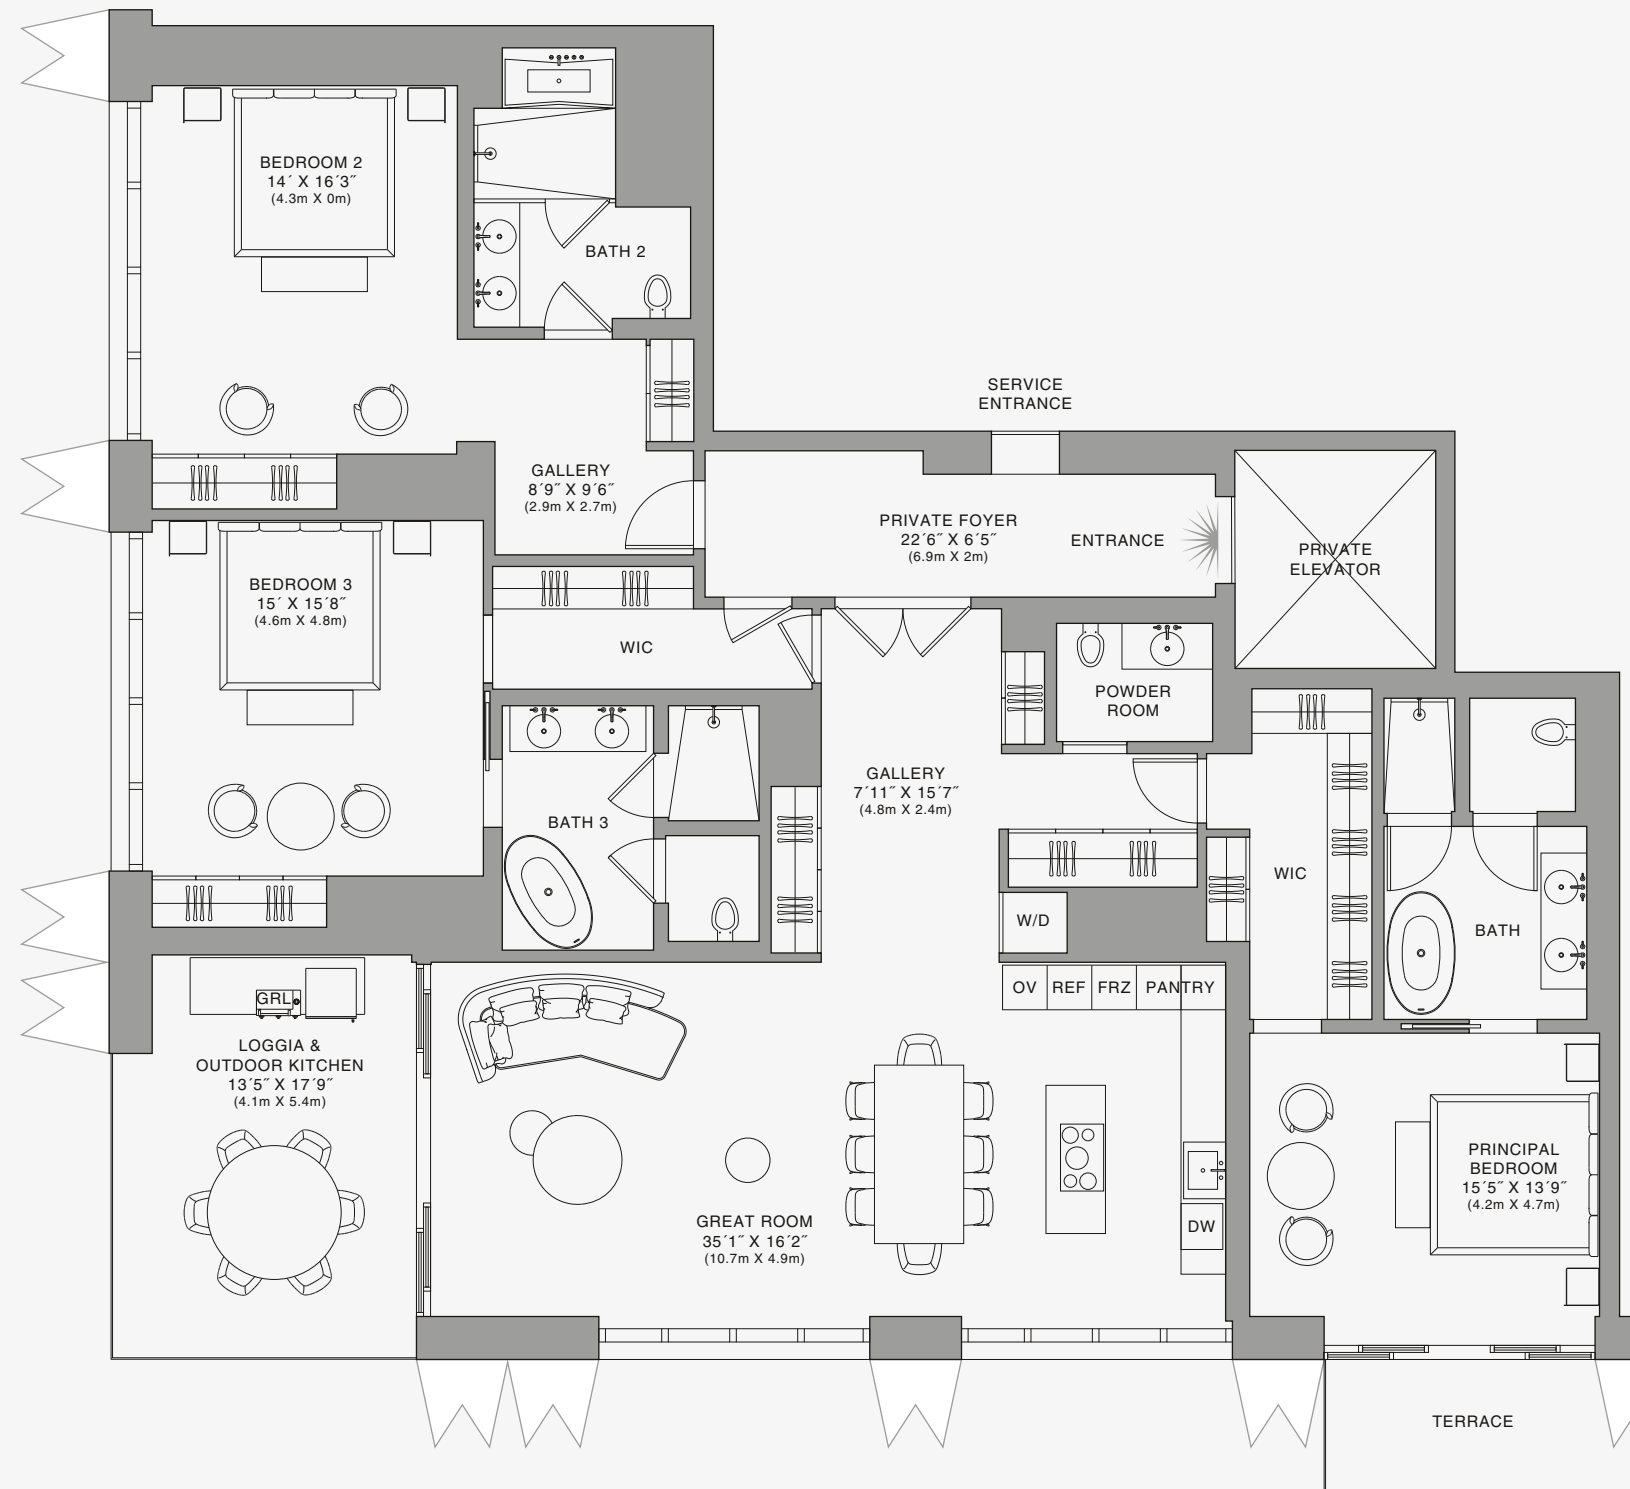 BEDROOM 2
14´ X 16´3˝
(4.3m X 0m)
BATH 2
SERVICE
ENTRANCE
GALLERY
8´9˝ X 9´6˝
(2.9m X 2.7m)
PRIVATE FOYER
22´6˝ X 6´5˝
(6.9m X 2m)
ENTRANCE
PRIVATE
ELEVATOR
BEDROOM 3
15´ X 15´8˝
(4.6m X 4.8m)
WIC
POWDER
ROOM
GALLERY
7´11˝ X 15´7˝
(4.8m X 2.4m)
BATH 3
WIC
W/D
BATH
OV
REF
FRZ
PANTRY
GRL
LOGGIA &
OUTDOOR KITCHEN
13´5˝ X 17´9˝
(4.1m X 5.4m)
PRINCIPAL
BEDROOM
15´5˝ X 13´9˝
(4.2m X 4.7m)
GREAT ROOM
35´1˝ X 16´2˝
(10.7m X 4.9m)
DW
TERRACE